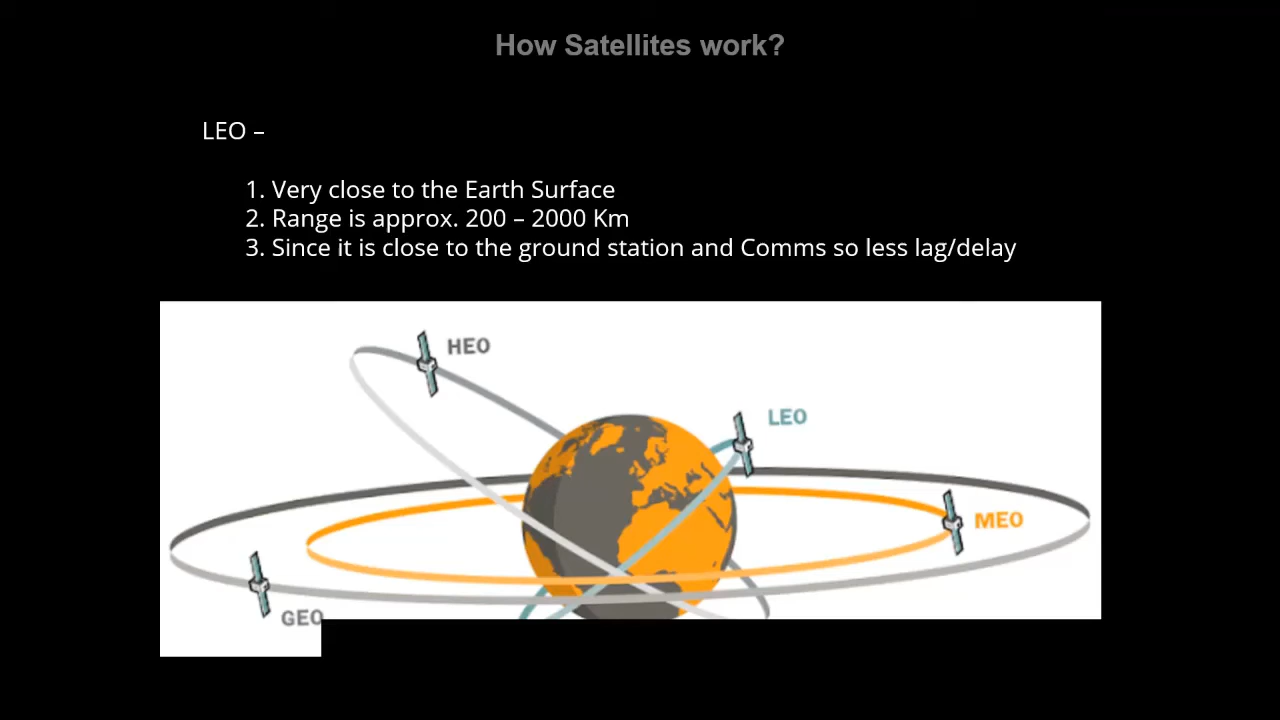 How Satellites work?
LEO –
1. Very close to the Earth Surface
2. Range is approx. 200 – 2000 Km
3. Since it is close to the ground station and Comms so less lag/delay
HEO
LEO
MEO
GEO